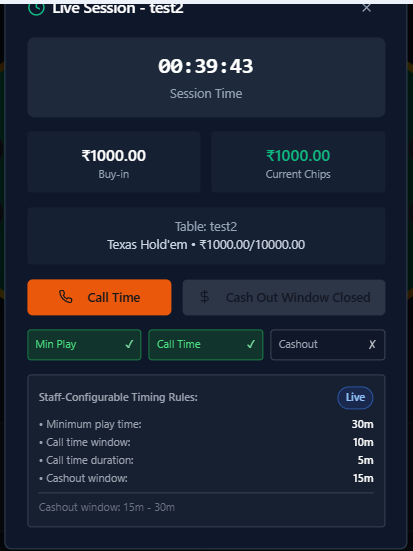 Live Session - test2 ×
00:39:43
Session Time
₹1000.00
Buy-in
₹1000.00
Current Chips
Table: test2
Texas Hold'em • ₹1000.00/10000.00
Call Time
$ Cash Out Window Closed
Min Play ✓
Call Time ✓
Cashout ✗
Staff-Configurable Timing Rules: Live
• Minimum play time: 30m
• Call time window: 10m
• Call time duration: 5m
• Cashout window: 15m
Cashout window: 15m - 30m